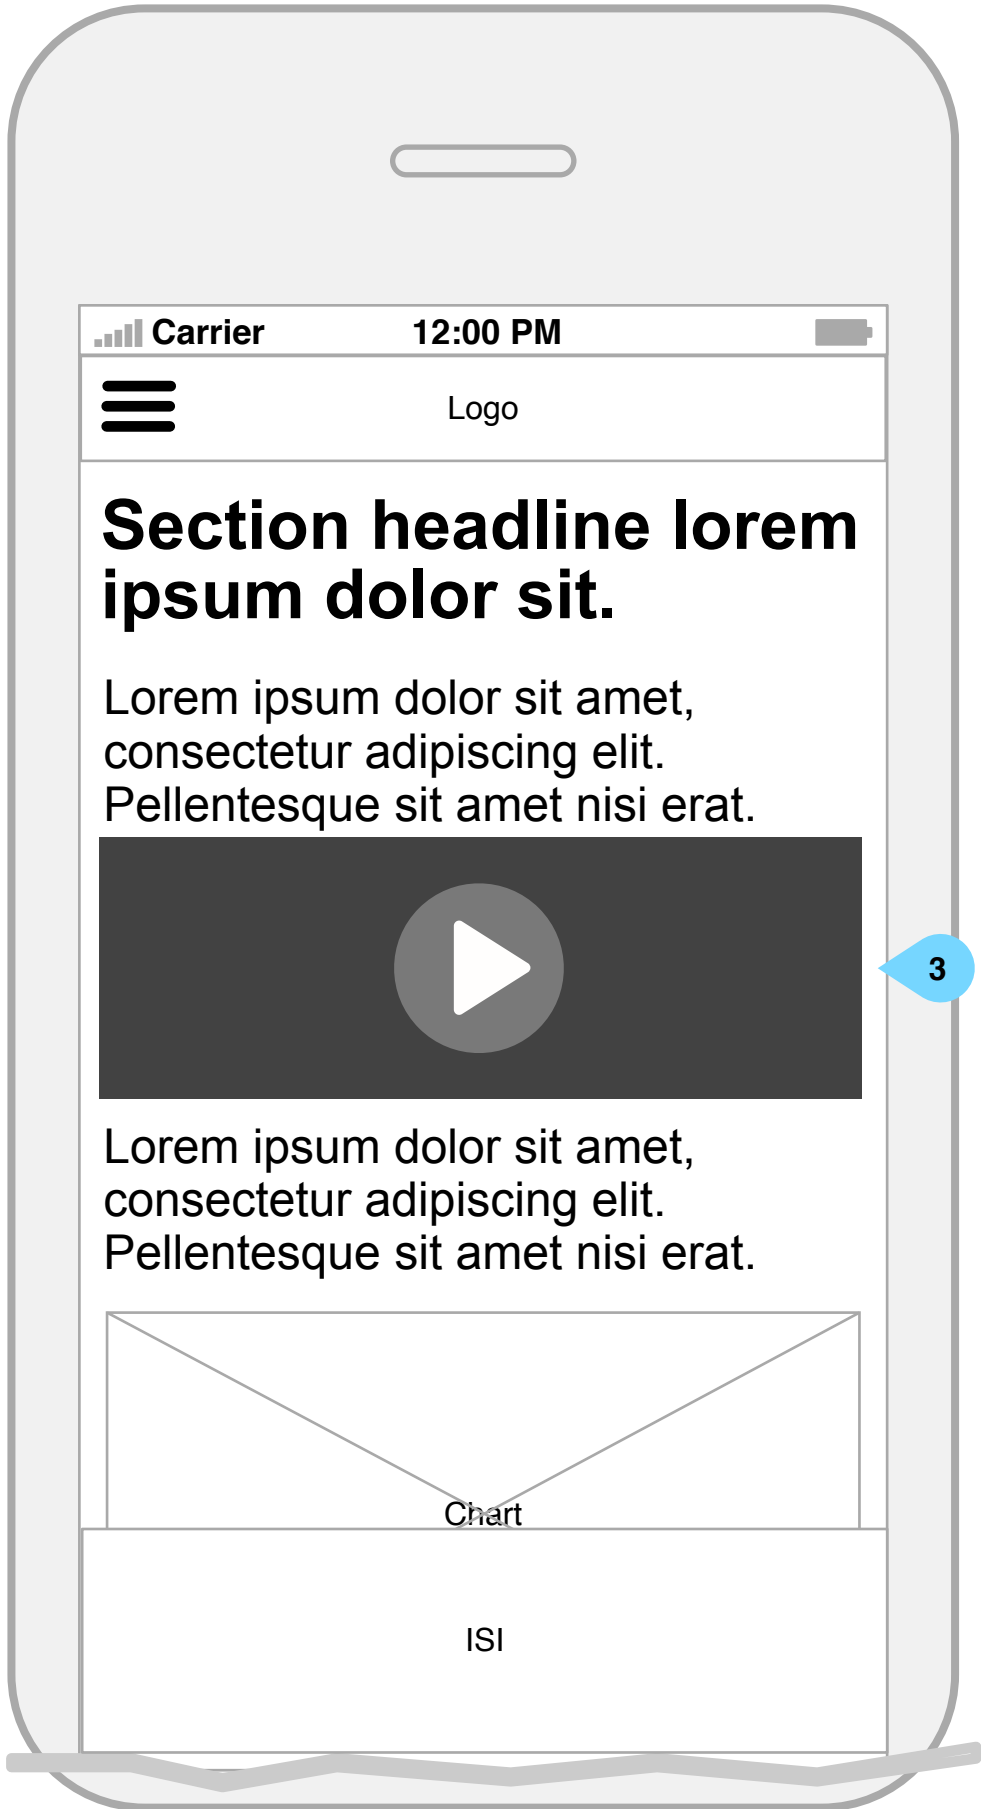 Carrier 12:00 PM
Logo
Section headline lorem
ipsum dolor sit.
Lorem ipsum dolor sit amet,
consectetur adipiscing elit.
Pellentesque sit amet nisi erat.
3
Lorem ipsum dolor sit amet,
consectetur adipiscing elit.
Pellentesque sit amet nisi erat.
Chart
ISI